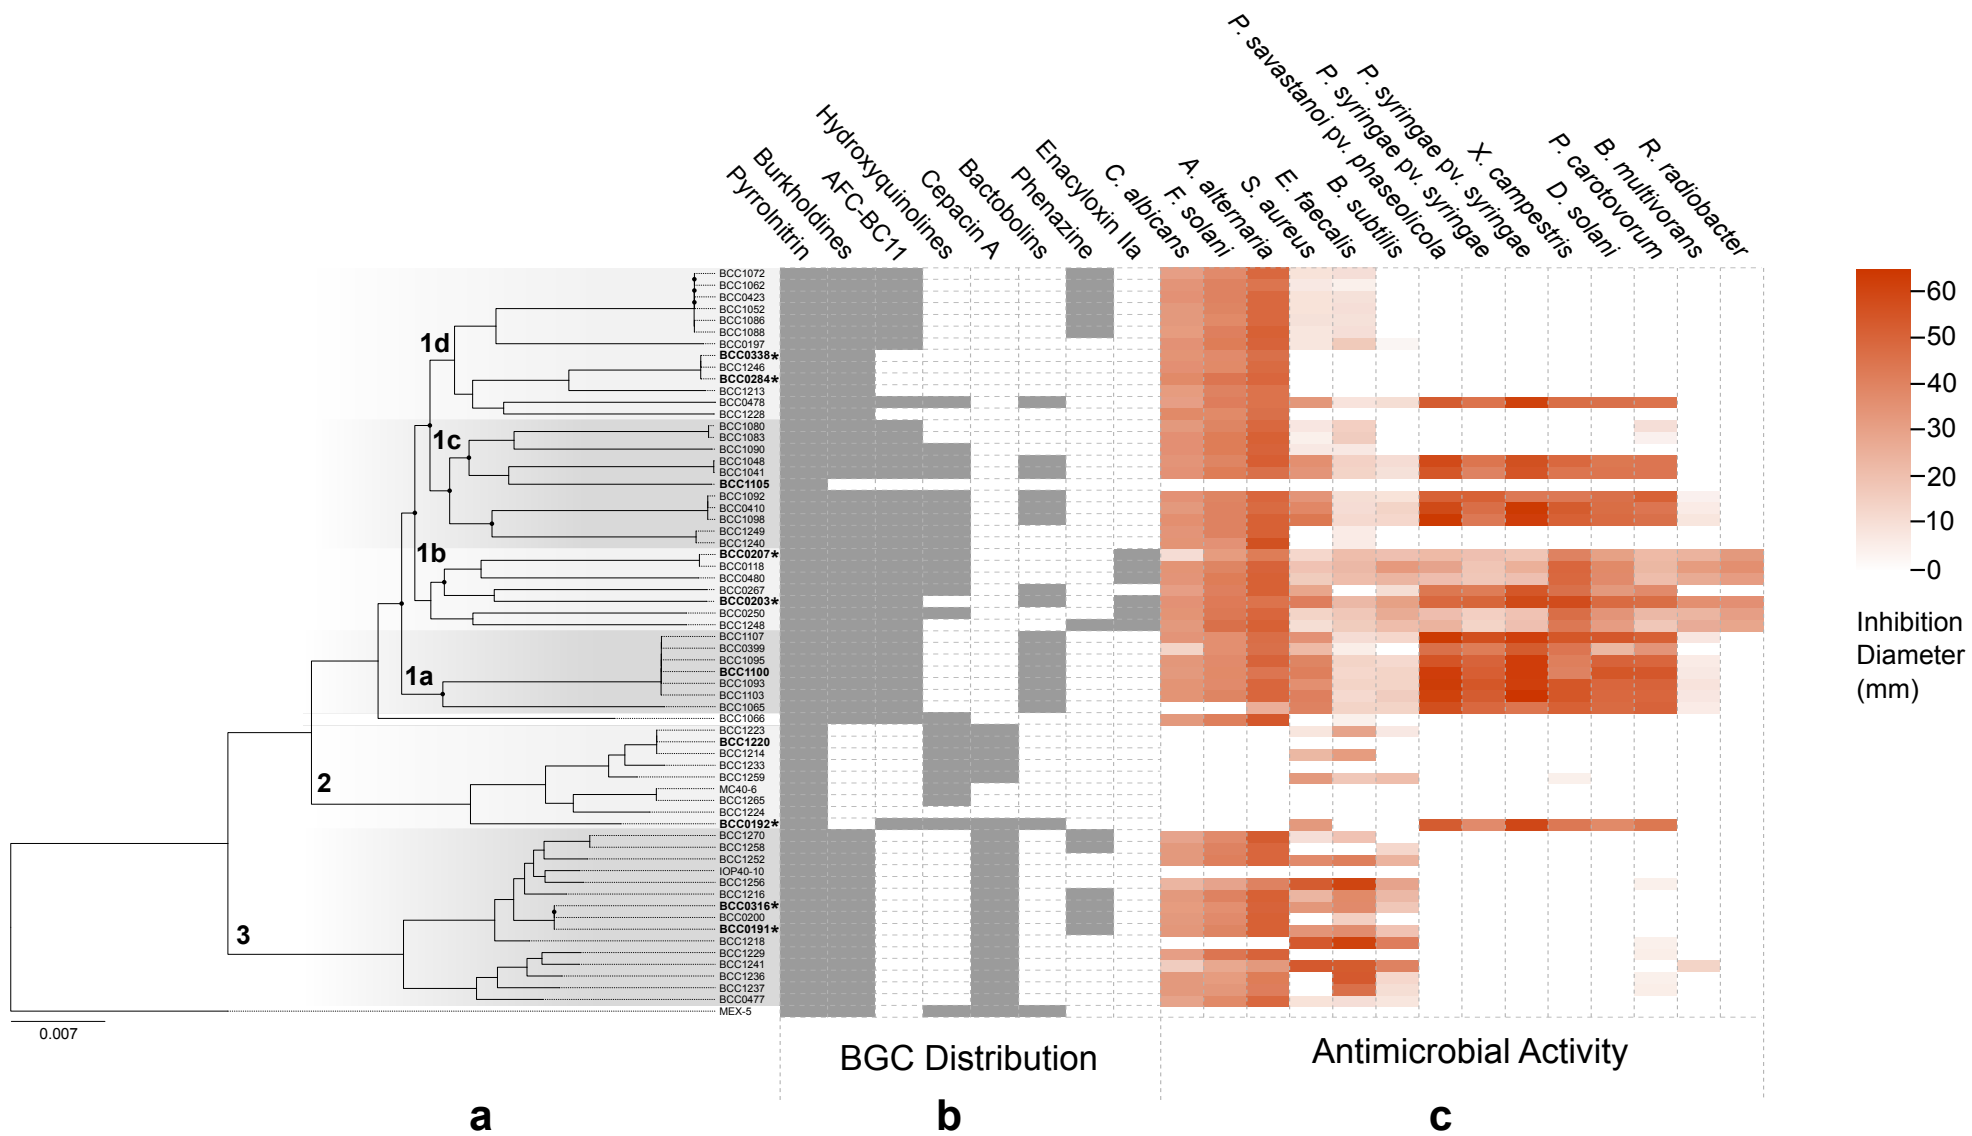 Pyrrolnitrin
Burkholdines
AFC-BC11
Hydroxyquinolines
Cepacin A
Bactobolins
Phenazine
Enacyloxin IIa
C. albicans
F. solani
A. alternaria
S. aureus
E. faecalis
B. subtilis
P. savastanoi pv. phaseolicola
P. syringae pv. syringae
P. syringae pv. syringae
X. campestris
D. solani
P. carotovorum
B. multivorans
R. radiobacter
BCC1072
BCC1062
BCC0423
BCC1052
BCC1086
BCC1088
BCC0197
BCC0338*
BCC1246
BCC0284*
BCC1213
BCC0478
BCC1228
BCC1080
BCC1083
BCC1090
BCC1048
BCC1041
BCC1105
BCC1092
BCC0410
BCC1098
BCC1249
BCC1240
BCC0207*
BCC0118
BCC0480
BCC0267
BCC0203*
BCC0250
BCC1248
BCC1107
BCC0399
BCC1095
BCC1100
BCC1093
BCC1103
BCC1065
BCC1066
BCC1223
BCC1220
BCC1214
BCC1233
BCC1259
MC40-6
BCC1265
BCC1224
BCC0192*
BCC1270
BCC1258
BCC1252
IOP40-10
BCC1256
BCC1216
BCC0316*
BCC0200
BCC0191*
BCC1218
BCC1229
BCC1241
BCC1236
BCC1237
BCC0477
MEX-5
1d
1c
1b
1a
2
3
0.007
60
50
40
30
20
10
0
Inhibition
Diameter
(mm)
BGC Distribution
Antimicrobial Activity
a
b
c